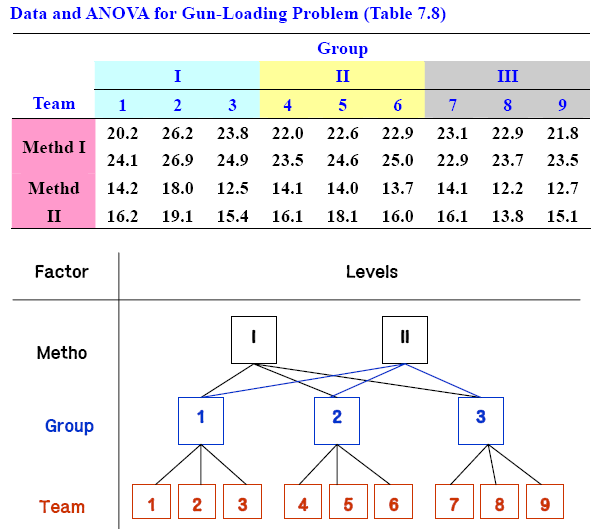 Data and ANOVA for Gun-Loading Problem (Table 7.8)
Group
I II III
Team 1 2 3 4 5 6 7 8 9
Methd I 20.2 26.2 23.8 22.0 22.6 22.9 23.1 22.9 21.8
24.1 26.9 24.9 23.5 24.6 25.0 22.9 23.7 23.5
Methd 14.2 18.0 12.5 14.1 14.0 13.7 14.1 12.2 12.7
II 16.2 19.1 15.4 16.1 18.1 16.0 16.1 13.8 15.1
Factor Levels
Metho I II
Group 1 2 3
Team 1 2 3 4 5 6 7 8 9